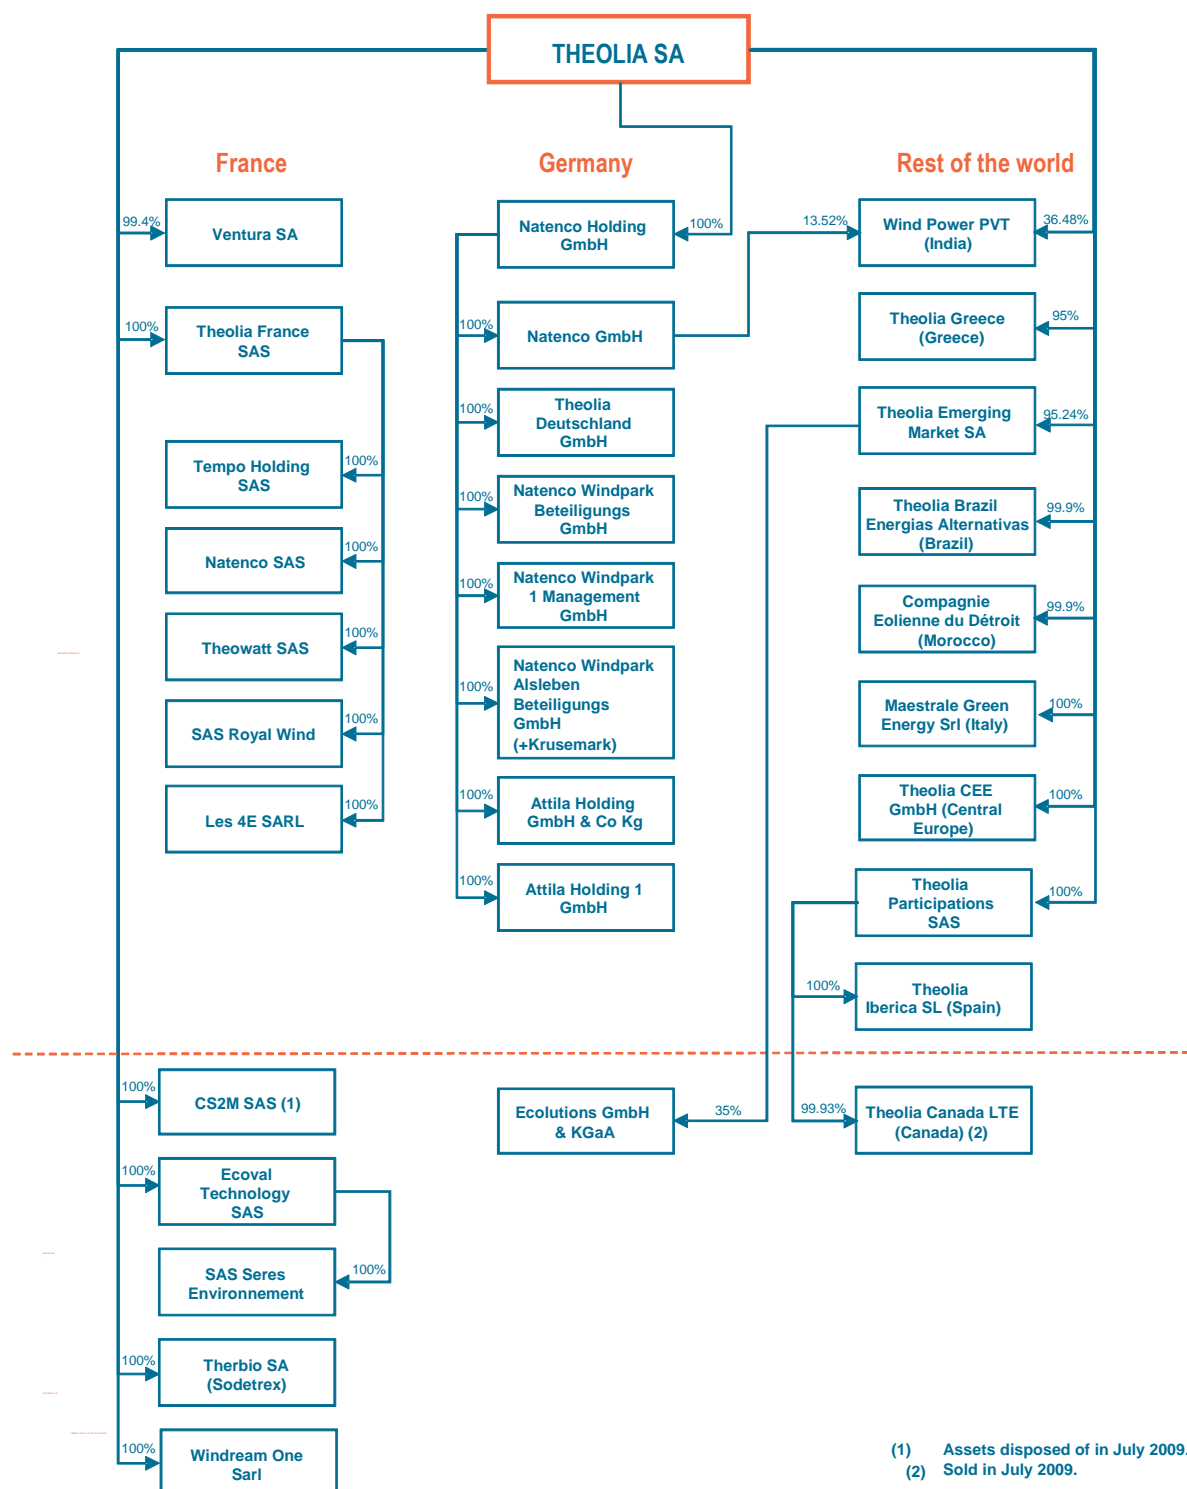 THEOLIA SA
France
Germany
Rest of the world
99.4%
Ventura SA
100%
Theolia France
SAS
100%
Tempo Holding
SAS
100%
Natenco SAS
100%
Theowatt SAS
100%
SAS Royal Wind
100%
Les 4E SARL
100%
Natenco Holding
GmbH
100%
100%
Natenco GmbH
100%
Theolia
Deutschland
GmbH
100%
Natenco Windpark
Beteiligungs
GmbH
100%
Natenco Windpark
1 Management
GmbH
100%
Natenco Windpark
Alsleben
Beteiligungs
GmbH
(+Krusemark)
100%
Attila Holding
GmbH & Co Kg
100%
Attila Holding 1
GmbH
13.52%
Wind Power PVT
(India)
36.48%
Theolia Greece
(Greece)
95%
Theolia Emerging
Market SA
95.24%
Theolia Brazil
Energias Alternativas
(Brazil)
99.9%
Compagnie
Eolienne du Détroit
(Morocco)
99.9%
Maestrale Green
Energy Srl (Italy)
100%
Theolia CEE
GmbH (Central
Europe)
100%
Theolia
Participations
SAS
100%
100%
Theolia
Iberica SL (Spain)
100%
CS2M SAS (1)
Ecolutions GmbH
& KGaA
35%
99.93%
Theolia Canada LTE
(Canada) (2)
100%
Ecoval
Technology
SAS
SAS Seres
Environnement
100%
100%
Therbio SA
(Sodetrex)
100%
Windream One
Sarl
(1) Assets disposed of in July 2009.
(2) Sold in July 2009.